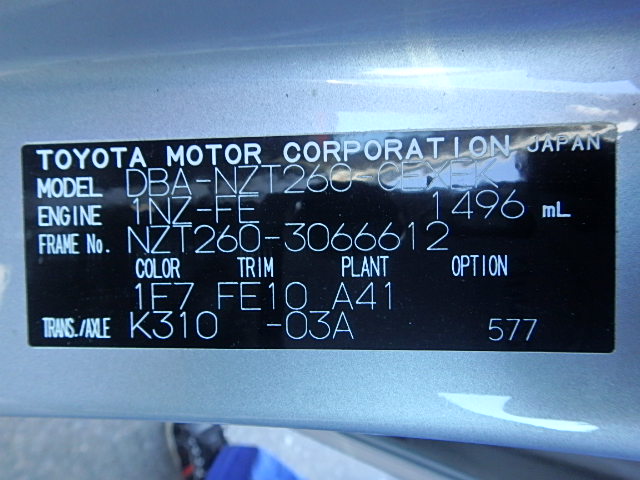 TOYOTA MOTOR CORPORATION JAPAN
MODEL DBA-NZT260-CEXEK
ENGINE 1NZ-FE 1496 mL
FRAME No. NZT260-3066612
COLOR TRIM PLANT OPTION
1E7 FE10 A41
TRANS./AXLE K310 -03A 577